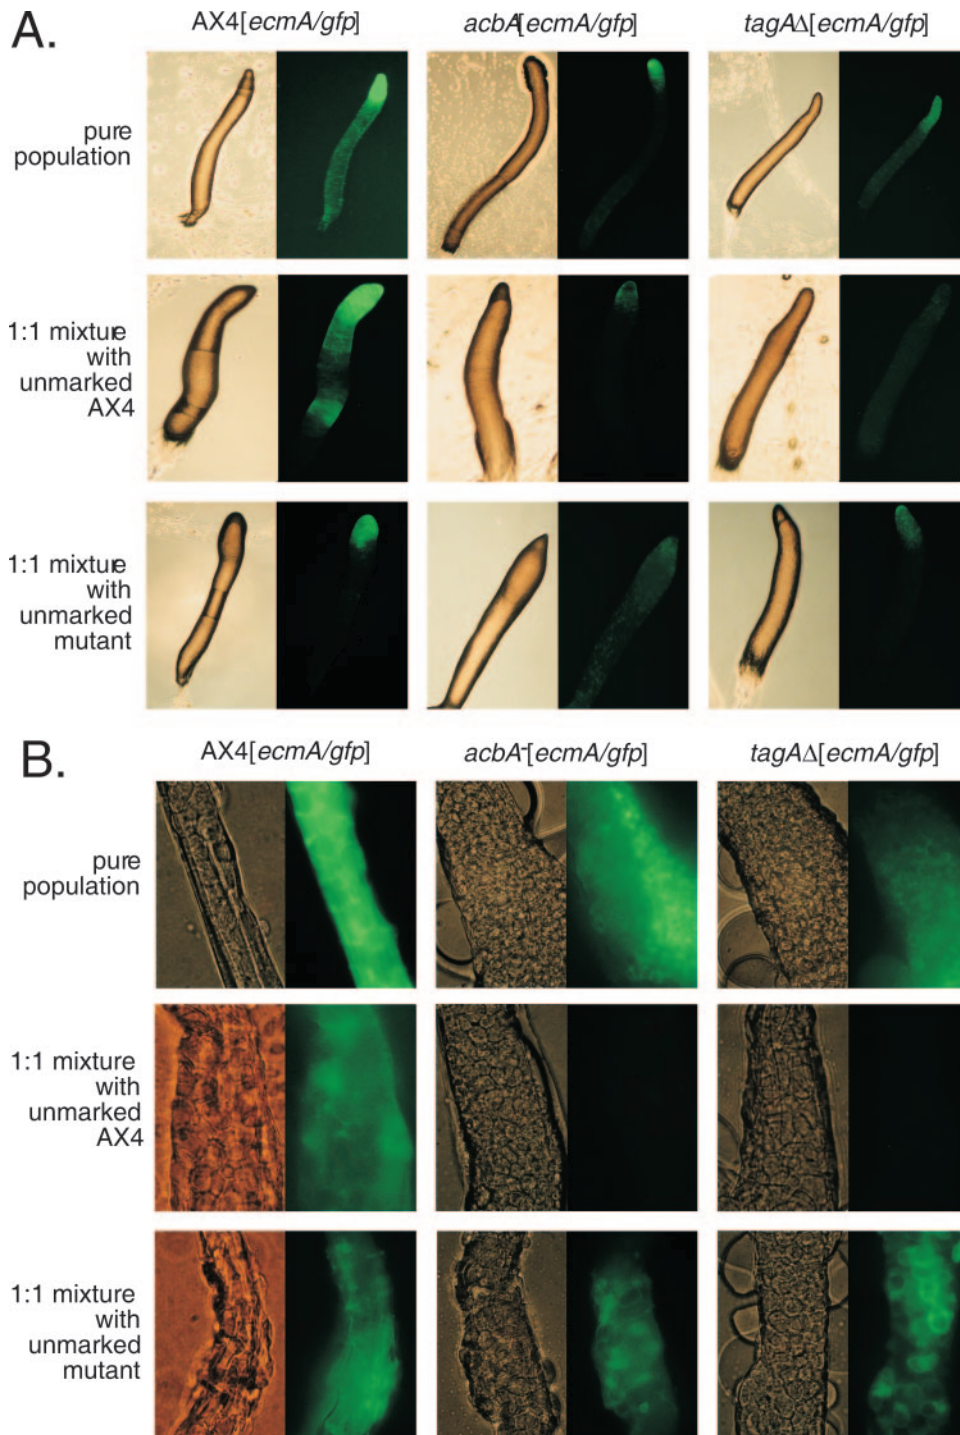 A.
AX4[ecmA/gfp]
acbA[ecmA/gfp]
tagAΔ[ecmA/gfp]
pure
population
1:1 mixture
with
unmarked
AX4
1:1 mixture
with
unmarked
mutant
B.
AX4[ecmA/gfp]
acbA-[ecmA/gfp]
tagAΔ[ecmA/gfp]
pure
population
1:1 mixture
with
unmarked
AX4
1:1 mixture
with
unmarked
mutant